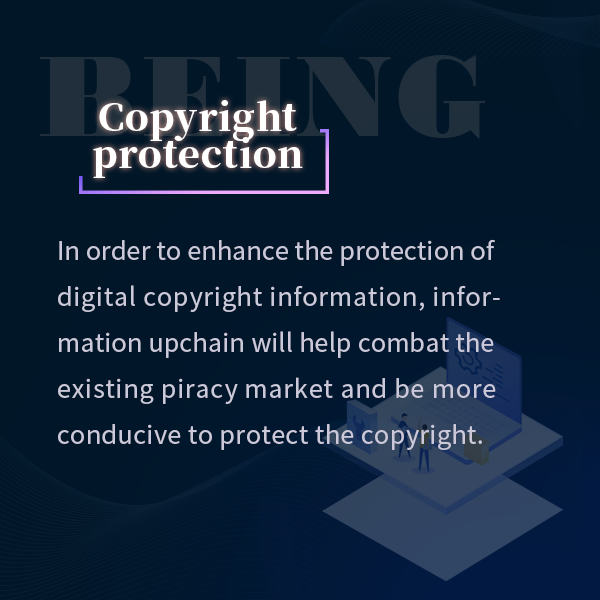 BEING
Copyright
protection
In order to enhance the protection of
digital copyright information, infor-
mation upchain will help combat the
existing piracy market and be more
conducive to protect the copyright.